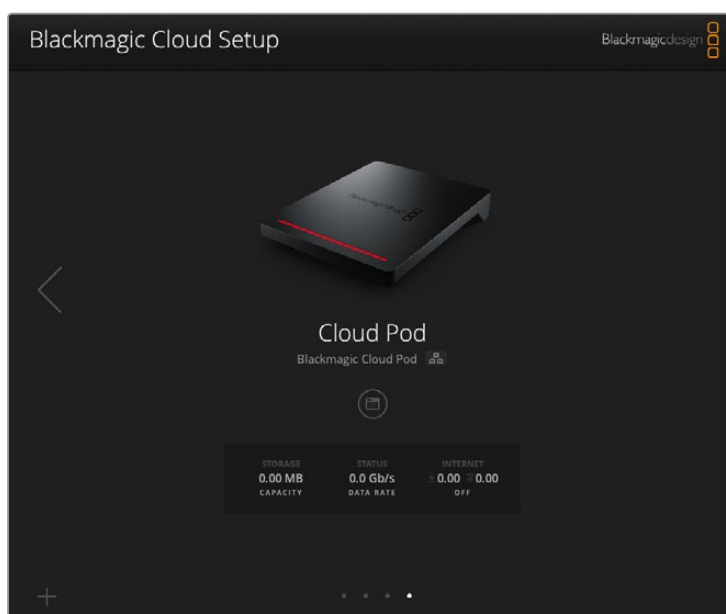 Blackmagic Cloud Setup
Blackmagicdesign
Blackmagicdesign
Cloud Pod
Blackmagic Cloud Pod
STORAGE STATUS INTERNET
0.00 MB 0.0 Gb/s 0.00 0.00
CAPACITY DATA RATE OFF